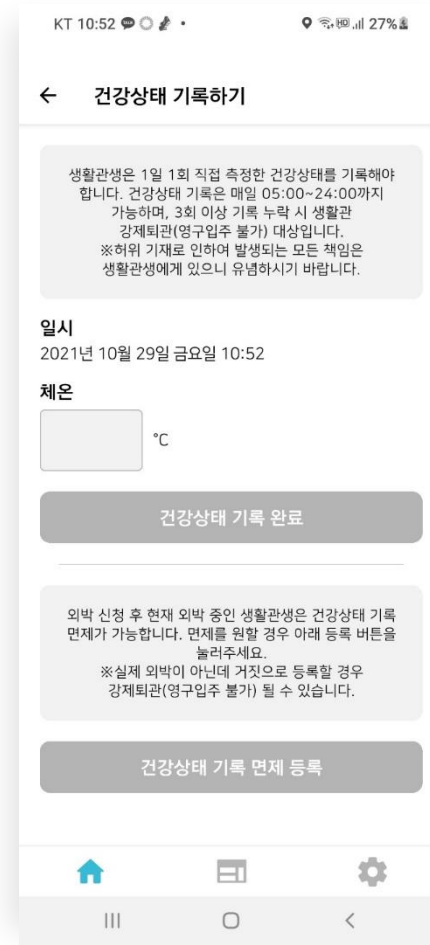 KT 10:52
27%
건강상태 기록하기
생활관생은 1일 1회 직접 측정한 건강상태를 기록해야
합니다. 건강상태 기록은 매일 05:00~24:00까지
가능하며, 3회 이상 기록 누락 시 생활관
강제퇴관(영구입주 불가) 대상입니다.
※허위 기재로 인하여 발생되는 모든 책임은
생활관생에게 있으니 유념하시기 바랍니다.
일시
2021년 10월 29일 금요일 10:52
체온
°C
건강상태 기록 완료
외박 신청 후 현재 외박 중인 생활관생은 건강상태 기록
면제가 가능합니다. 면제를 원할 경우 아래 등록 버튼을
눌러주세요.
※실제 외박이 아닌데 거짓으로 등록할 경우
강제퇴관(영구입주 불가) 될 수 있습니다.
건강상태 기록 면제 등록